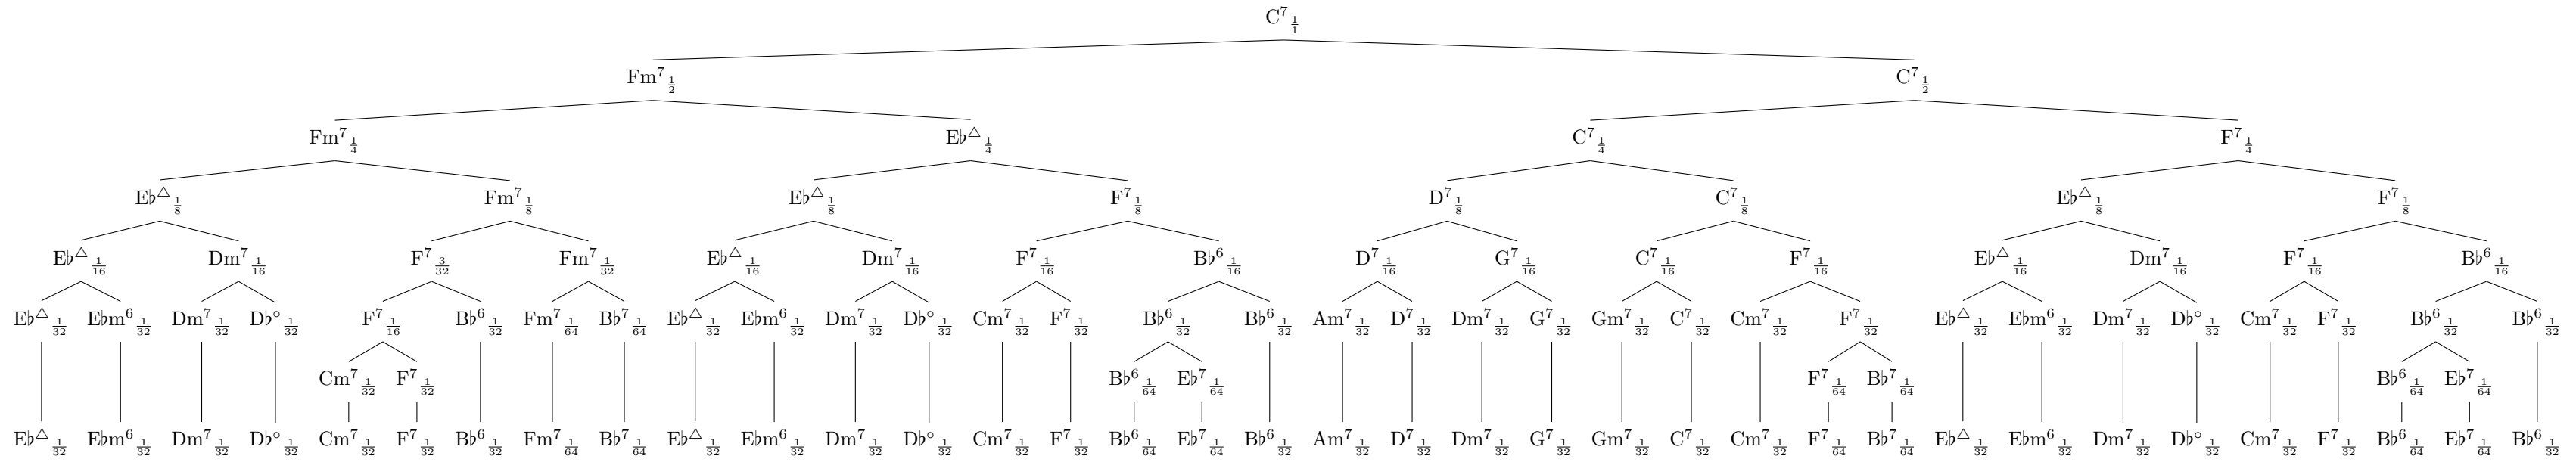 C⁷ 1/1
Fm⁷ 1/2 C⁷ 1/2
Fm⁷ 1/4 E♭△ 1/4 C⁷ 1/4 F⁷ 1/4
E♭△ 1/8 Fm⁷ 1/8 E♭△ 1/8 F⁷ 1/8 D⁷ 1/8 C⁷ 1/8 E♭△ 1/8 F⁷ 1/8
E♭△ 1/16 Dm⁷ 1/16 F⁷ 3/32 Fm⁷ 1/32 E♭△ 1/16 Dm⁷ 1/16 F⁷ 1/16 B♭⁶ 1/16 D⁷ 1/16 G⁷ 1/16 C⁷ 1/16 F⁷ 1/16 E♭△ 1/16 Dm⁷ 1/16 F⁷ 1/16 B♭⁶ 1/16
E♭△ 1/32 E♭m⁶ 1/32 Dm⁷ 1/32 D♭° 1/32 F⁷ 1/16 B♭⁶ 1/32 Fm⁷ 1/64 B♭⁷ 1/64 E♭△ 1/32 E♭m⁶ 1/32 Dm⁷ 1/32 D♭° 1/32 Cm⁷ 1/32 F⁷ 1/32 B♭⁶ 1/32 B♭⁶ 1/32 Am⁷ 1/32 D⁷ 1/32 Dm⁷ 1/32 G⁷ 1/32 Gm⁷ 1/32 C⁷ 1/32 Cm⁷ 1/32 F⁷ 1/32 E♭△ 1/32 E♭m⁶ 1/32 Dm⁷ 1/32 D♭° 1/32 Cm⁷ 1/32 F⁷ 1/32 B♭⁶ 1/32 B♭⁶ 1/32
Cm⁷ 1/32 F⁷ 1/32 B♭⁶ 1/64 E♭⁷ 1/64 F⁷ 1/64 B♭⁷ 1/64 B♭⁶ 1/64 E♭⁷ 1/64
E♭△ 1/32 E♭m⁶ 1/32 Dm⁷ 1/32 D♭° 1/32 Cm⁷ 1/32 F⁷ 1/32 B♭⁶ 1/32 Fm⁷ 1/64 B♭⁷ 1/64 E♭△ 1/32 E♭m⁶ 1/32 Dm⁷ 1/32 D♭° 1/32 Cm⁷ 1/32 F⁷ 1/32 B♭⁶ 1/64 E♭⁷ 1/64 B♭⁶ 1/32 Am⁷ 1/32 D⁷ 1/32 Dm⁷ 1/32 G⁷ 1/32 Gm⁷ 1/32 C⁷ 1/32 Cm⁷ 1/32 F⁷ 1/64 B♭⁷ 1/64 E♭△ 1/32 E♭m⁶ 1/32 Dm⁷ 1/32 D♭° 1/32 Cm⁷ 1/32 F⁷ 1/32 B♭⁶ 1/64 E♭⁷ 1/64 B♭⁶ 1/32